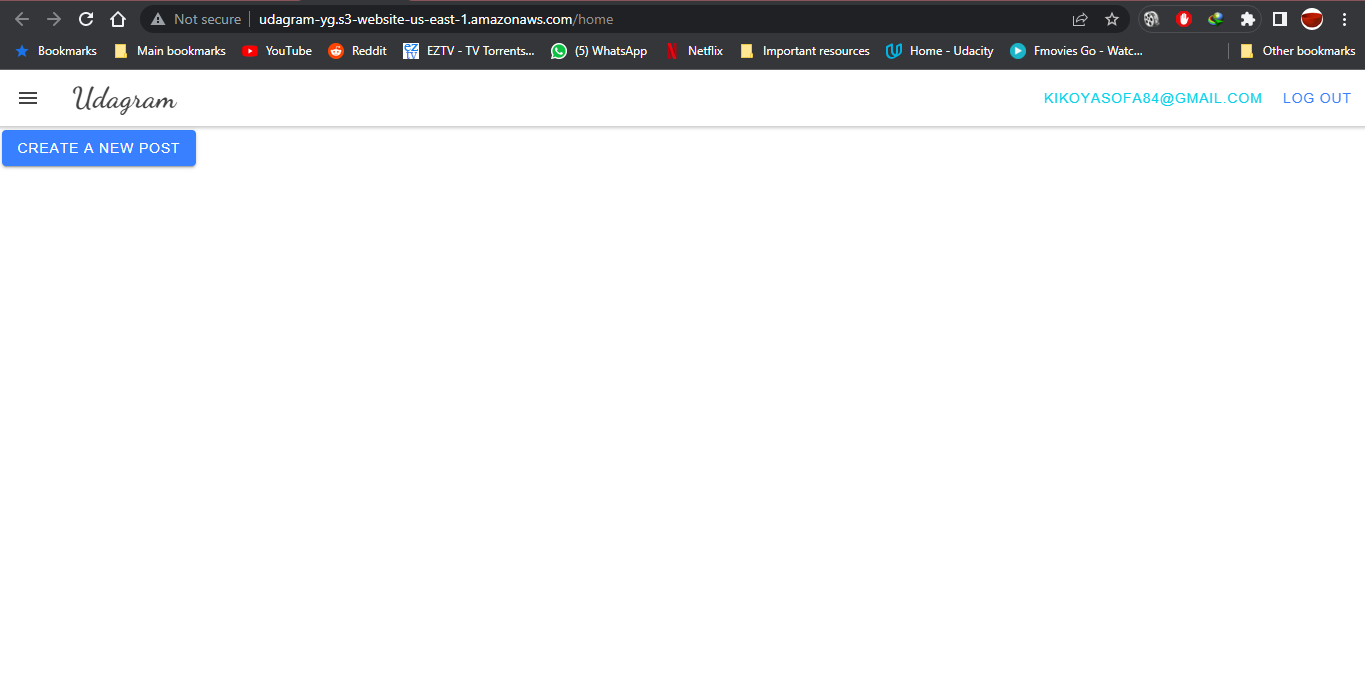 Not secure udagram-yg.s3-website-us-east-1.amazonaws.com/home
Bookmarks Main bookmarks YouTube Reddit EZTV - TV Torrents... (5) WhatsApp Netflix Important resources Home - Udacity Fmovies Go - Watc... Other bookmarks
Udagram KIKOYASOFA84@GMAIL.COM LOG OUT
CREATE A NEW POST